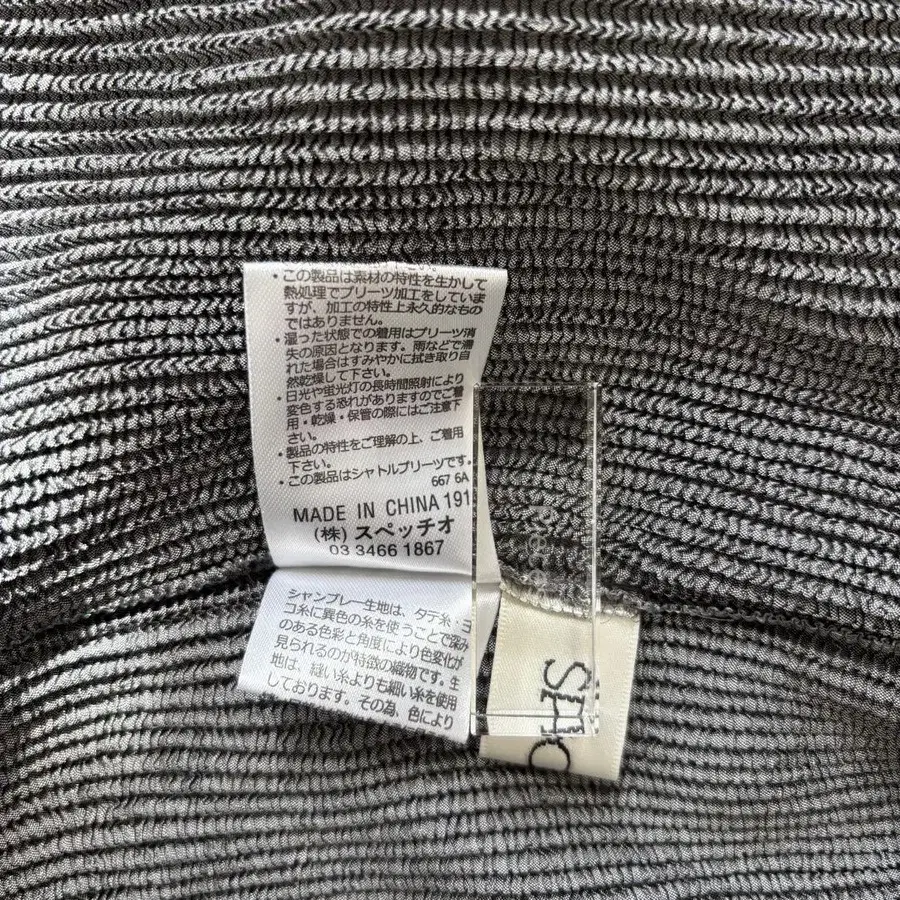 ・この製品は素材の特性を生かして
熱処理でプリーツ加工をしていま
すが、加工の特性上永久的なもの
ではありません。
・湿った状態での着用はプリーツ消
失の原因となります。雨などで濡
れた場合はすみやかに拭き取り自
然乾燥して下さい。
・日光や蛍光灯の長時間照射により
変色する恐れがありますのでご着
用・乾燥・保管の際にはご注意下
さい。
・製品の特性をご理解の上、ご着用
下さい。
・この製品はシャトルプリーツです。
667 6A
MADE IN CHINA 191
(株) スペッチオ
03 3466 1867
シャンブレー生地は、タテ糸・ヨ
コ糸に異色の糸を使うことで深み
のある色彩と角度により色変化が
見られるのが特徴の織物です。生
地は、縫い糸よりも細い糸を使用
しております。その為、色により